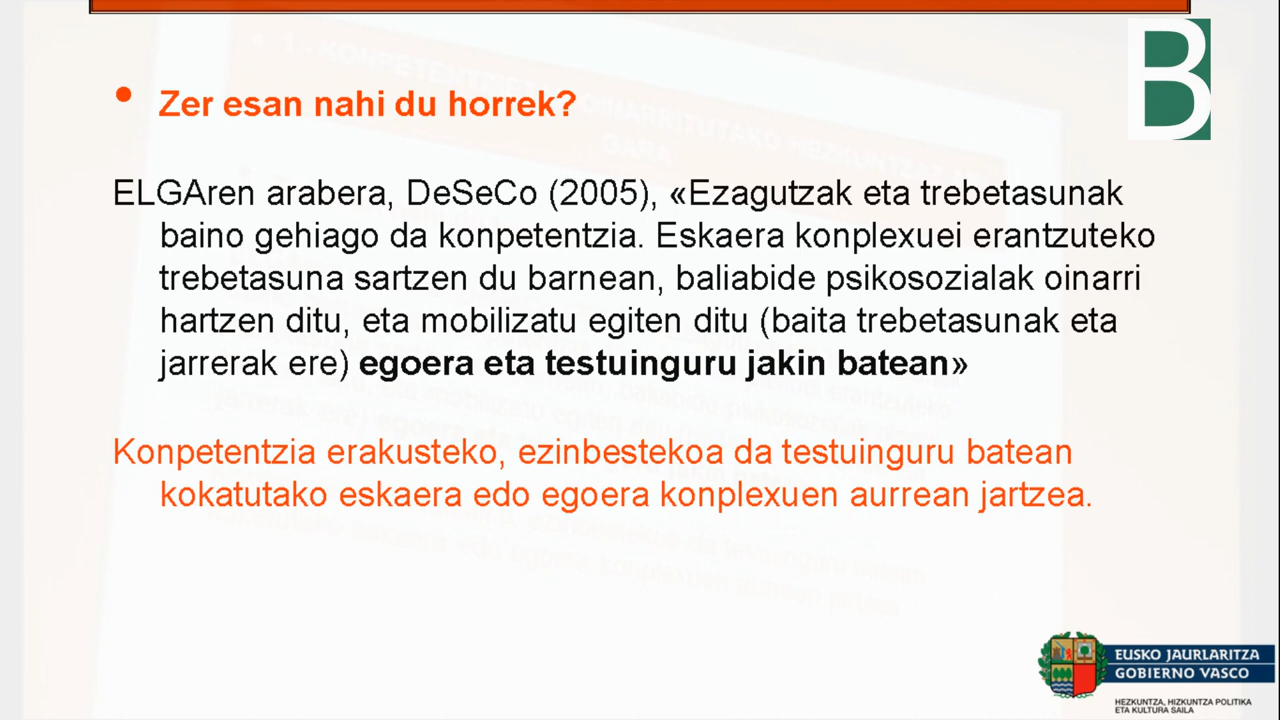 B
• Zer esan nahi du horrek?
ELGAren arabera, DeSeCo (2005), «Ezagutzak eta trebetasunak
baino gehiago da konpetentzia. Eskaera konplexuei erantzuteko
trebetasuna sartzen du barnean, baliabide psikosozialak oinarri
hartzen ditu, eta mobilizatu egiten ditu (baita trebetasunak eta
jarrerak ere) egoera eta testuinguru jakin batean»
Konpetentzia erakusteko, ezinbestekoa da testuinguru batean
kokatutako eskaera edo egoera konplexuen aurrean jartzea.
EUSKO JAURLARITZA
GOBIERNO VASCO
HEZKUNTZA, HIZKUNTZA POLITIKA
ETA KULTURA SAILA